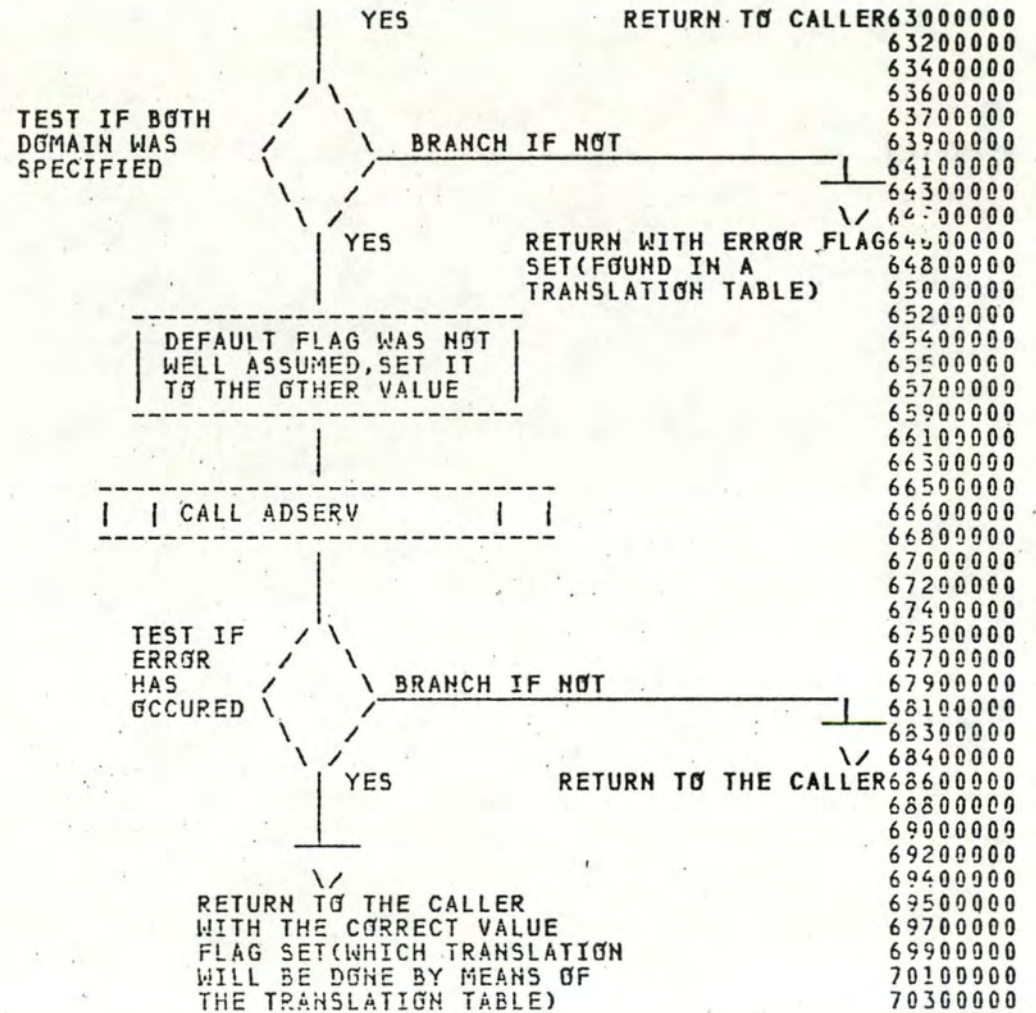 YES RETURN TO CALLER63000000
63200000
63400000
63600000
TEST IF BOTH 63700000
DOMAIN WAS BRANCH IF NOT 63900000
SPECIFIED 64100000
64300000
YES RETURN WITH ERROR FLAG64600000
SET(FOUND IN A 64800000
TRANSLATION TABLE) 65000000
65200000
DEFAULT FLAG WAS NOT 65400000
WELL ASSUMED,SET IT 65500000
TO THE OTHER VALUE 65700000
65900000
66100000
66300000
66500000
CALL ADSERV 66600000
66800000
67000000
67200000
67400000
TEST IF 67500000
ERROR 67700000
HAS BRANCH IF NOT 67900000
OCCURED 68100000
68300000
68400000
YES RETURN TO THE CALLER68600000
68800000
69000000
69200000
69400000
RETURN TO THE CALLER 69500000
WITH THE CORRECT VALUE 69700000
FLAG SET(WHICH TRANSLATION 69900000
WILL BE DONE BY MEANS OF 70100000
THE TRANSLATION TABLE) 70300000